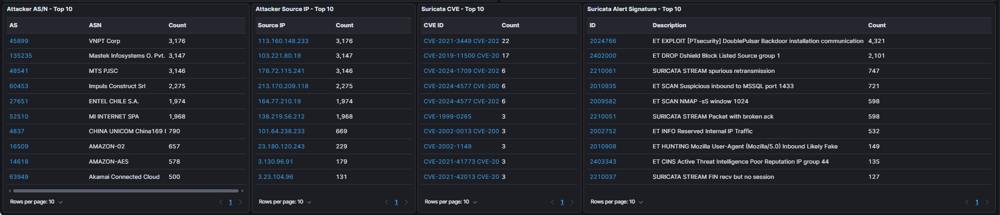 Attacker AS/N - Top 10
AS ASN Count
45899 VNPT Corp 3,176
135235 Mastek Infosystems O. Pvt. 3,147
48541 MTS PJSC 3,146
60453 Impuls Construct Srl 2,275
27651 ENTEL CHILE S.A. 1,974
52510 MI INTERNET SPA 1,968
4837 CHINA UNICOM China169 790
16509 AMAZON-02 657
14618 AMAZON-AES 578
63949 Akamai Connected Cloud 500
Rows per page: 10 1
Attacker Source IP - Top 10
Source IP Count
113.160.148.233 3,176
103.221.80.19 3,147
178.72.115.241 3,146
213.170.209.118 2,275
164.77.210.19 1,974
138.219.56.212 1,968
101.64.238.233 669
23.180.120.243 229
3.130.96.91 179
3.23.104.96 131
Rows per page: 10 1
Suricata CVE - Top 10
CVE ID Count
CVE-2021-3449 CVE-202 22
CVE-2019-11500 CVE-20 17
CVE-2024-1709 CVE-202 6
CVE-2024-4577 CVE-200 6
CVE-2024-4577 CVE-202 6
CVE-1999-0265 3
CVE-2002-0013 CVE-200 3
CVE-2002-1149 3
CVE-2021-41773 CVE-20 3
CVE-2021-42013 CVE-20 3
Rows per page: 10 1
Suricata Alert Signature - Top 10
ID Description Count
2024766 ET EXPLOIT [PTsecurity] DoublePulsar Backdoor installation communication 4,321
2402000 ET DROP Dshield Block Listed Source group 1 2,101
2210061 SURICATA STREAM spurious retransmission 747
2010935 ET SCAN Suspicious inbound to MSSQL port 1433 721
2009582 ET SCAN NMAP -sS window 1024 598
2210051 SURICATA STREAM Packet with broken ack 598
2002752 ET INFO Reserved Internal IP Traffic 532
2010908 ET HUNTING Mozilla User-Agent (Mozilla/5.0) Inbound Likely Fake 149
2403343 ET CINS Active Threat Intelligence Poor Reputation IP group 44 135
2210037 SURICATA STREAM FIN recv but no session 127
Rows per page: 10 1